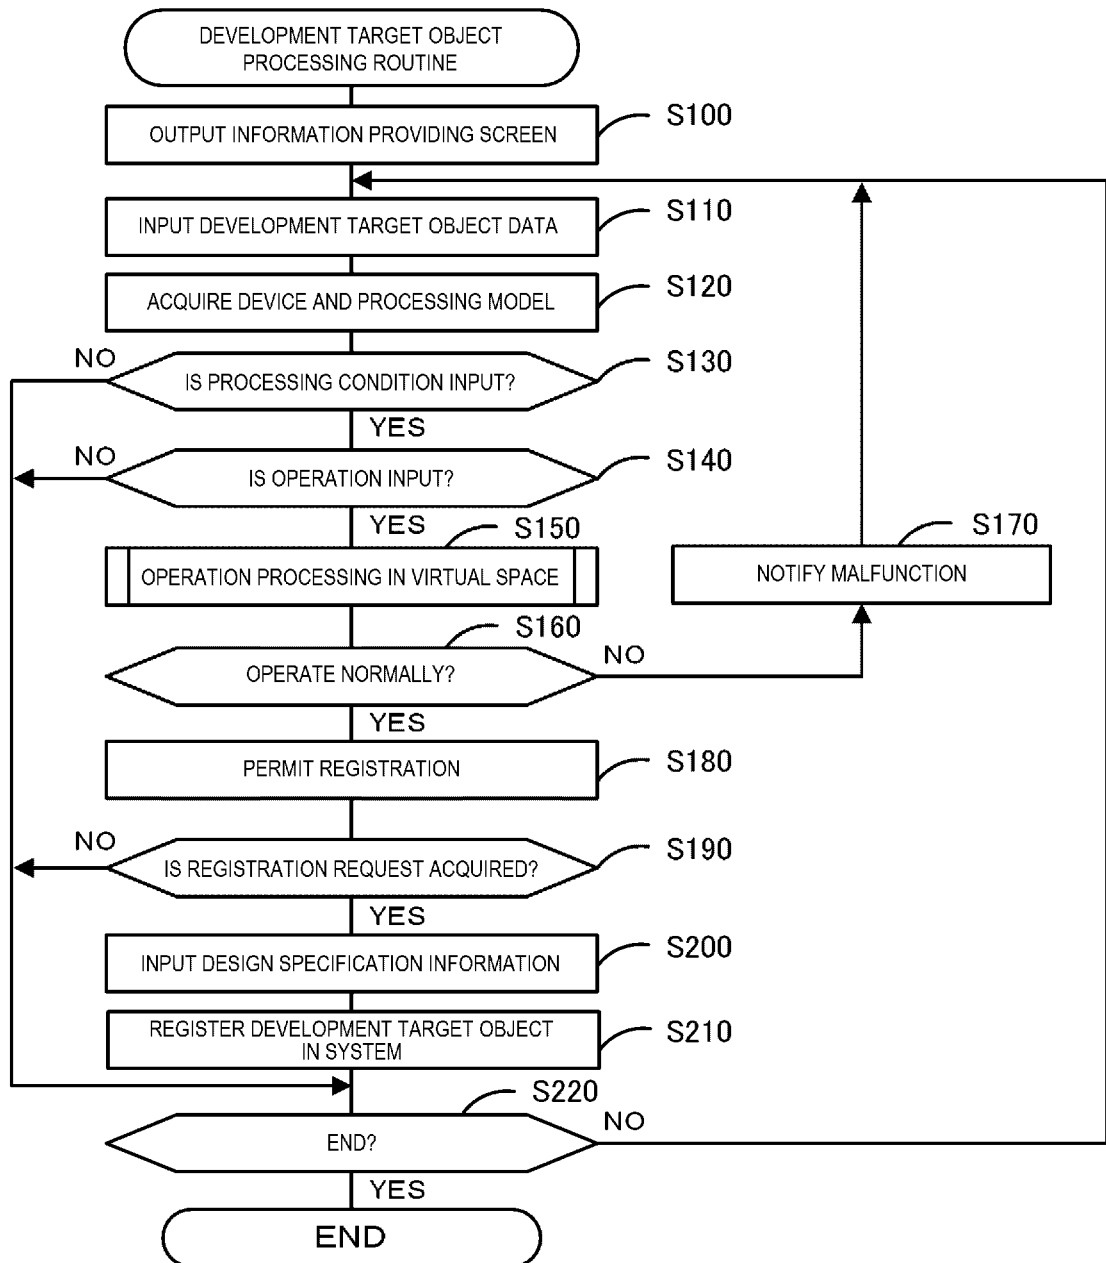 DEVELOPMENT TARGET OBJECT
PROCESSING ROUTINE
OUTPUT INFORMATION PROVIDING SCREEN
S100
INPUT DEVELOPMENT TARGET OBJECT DATA
S110
ACQUIRE DEVICE AND PROCESSING MODEL
S120
NO
IS PROCESSING CONDITION INPUT?
S130
YES
NO
IS OPERATION INPUT?
S140
YES
S150
OPERATION PROCESSING IN VIRTUAL SPACE
S170
NOTIFY MALFUNCTION
S160
OPERATE NORMALLY?
NO
YES
PERMIT REGISTRATION
S180
NO
IS REGISTRATION REQUEST ACQUIRED?
S190
YES
INPUT DESIGN SPECIFICATION INFORMATION
S200
REGISTER DEVELOPMENT TARGET OBJECT
IN SYSTEM
S210
S220
END?
NO
YES
END